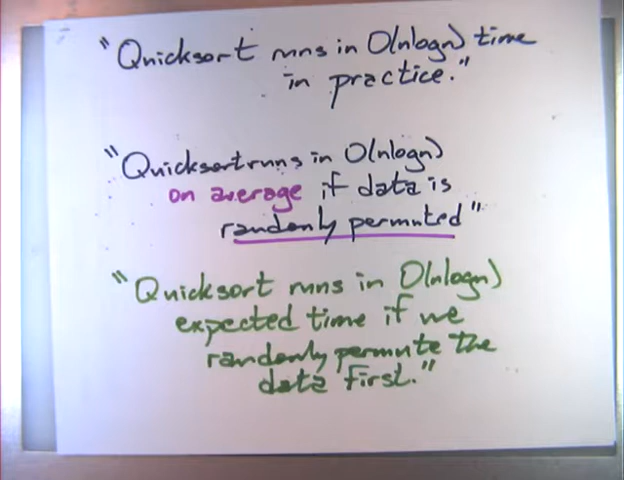 "Quicksort runs in O(nlogn) time
in practice."
"Quicksort runs in O(nlogn)
on average if data is
randomly permuted"
"Quicksort runs in O(nlogn)
expected time if we
randomly permute the
data first."